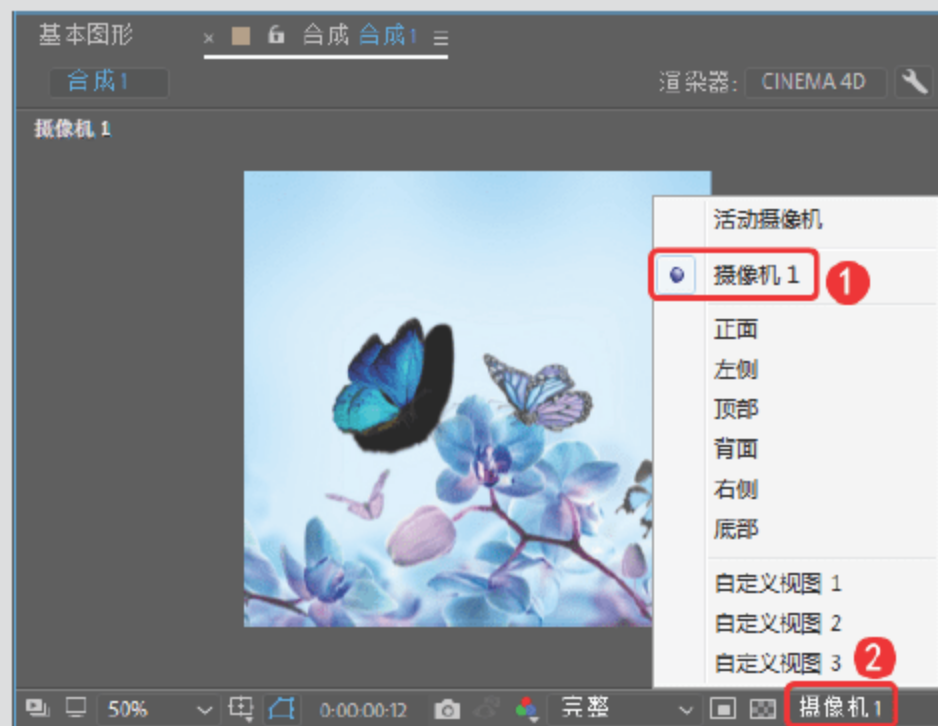 基本图形 × 合成 合成1 ☰
合成1 渲染器: CINEMA 4D
摄像机 1
活动摄像机
摄像机 1 1
正面
左侧
顶部
背面
右侧
底部
自定义视图 1
自定义视图 2
自定义视图 3 2
50% 0:00:00:12 完整 摄像机1